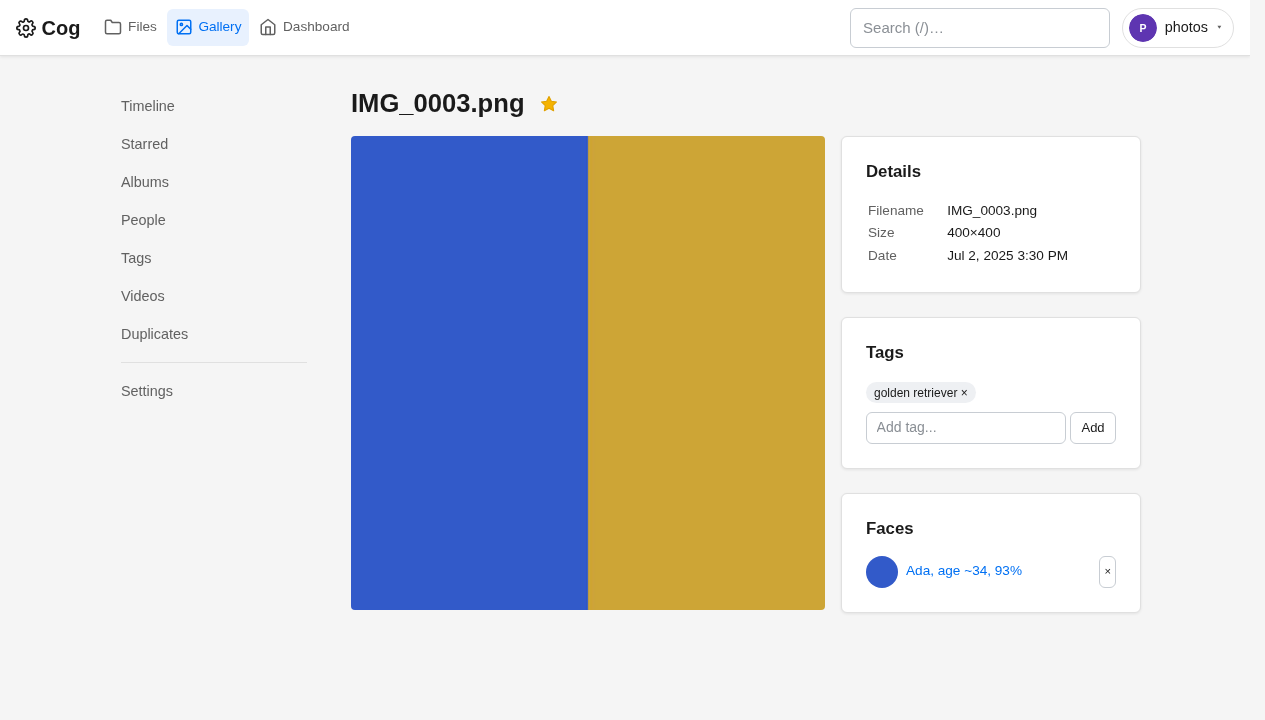 Cog
Files
Gallery
Dashboard
Search (/)…
P
photos
Timeline
Starred
Albums
People
Tags
Videos
Duplicates
Settings
IMG_0003.png
Details
Filename IMG_0003.png
Size 400×400
Date Jul 2, 2025 3:30 PM
Tags
golden retriever ×
Add tag...
Add
Faces
Ada, age ~34, 93%
×